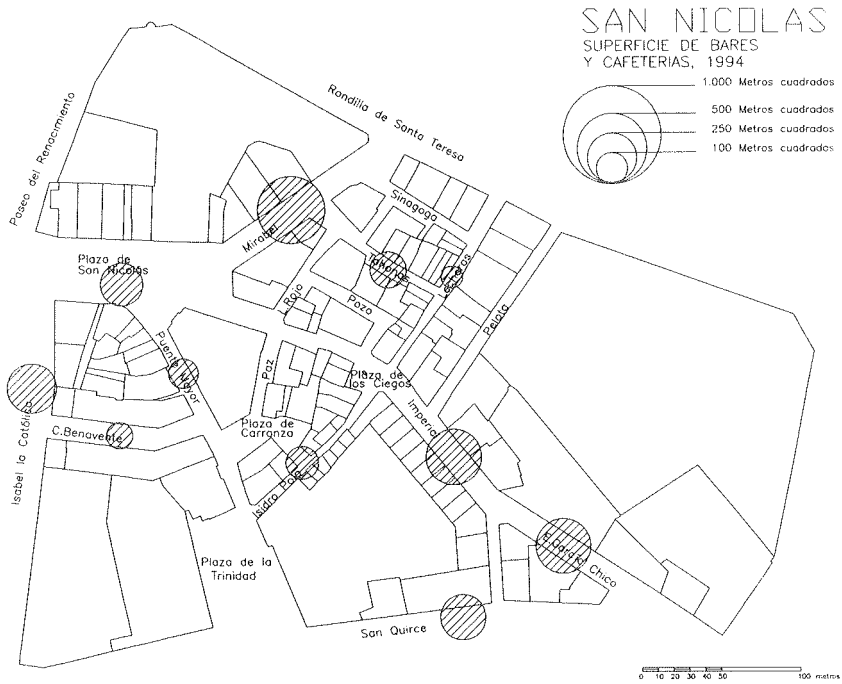 SAN NICOLAS
SUPERFICIE DE BARES
Y CAFETERIAS, 1994
1.000 Metros cuadrados
500 Metros cuadrados
250 Metros cuadrados
100 Metros cuadrados
Rondilla de Santa Teresa
Paseo del Renacimiento
Sinagoga
Mirabel
Plaza de
San Nicolás
Tahonas
Rojo
Pozo
Pelota
Puente Mayor
Paz
Plaza de
los Ciegos
Isabel la Católica
C.Benavente
Plaza de
Carranza
Imperial
Isidro Polo
Chico
Plaza de la
Trinidad
San Quirce
0 10 20 30 40 50 100 metros